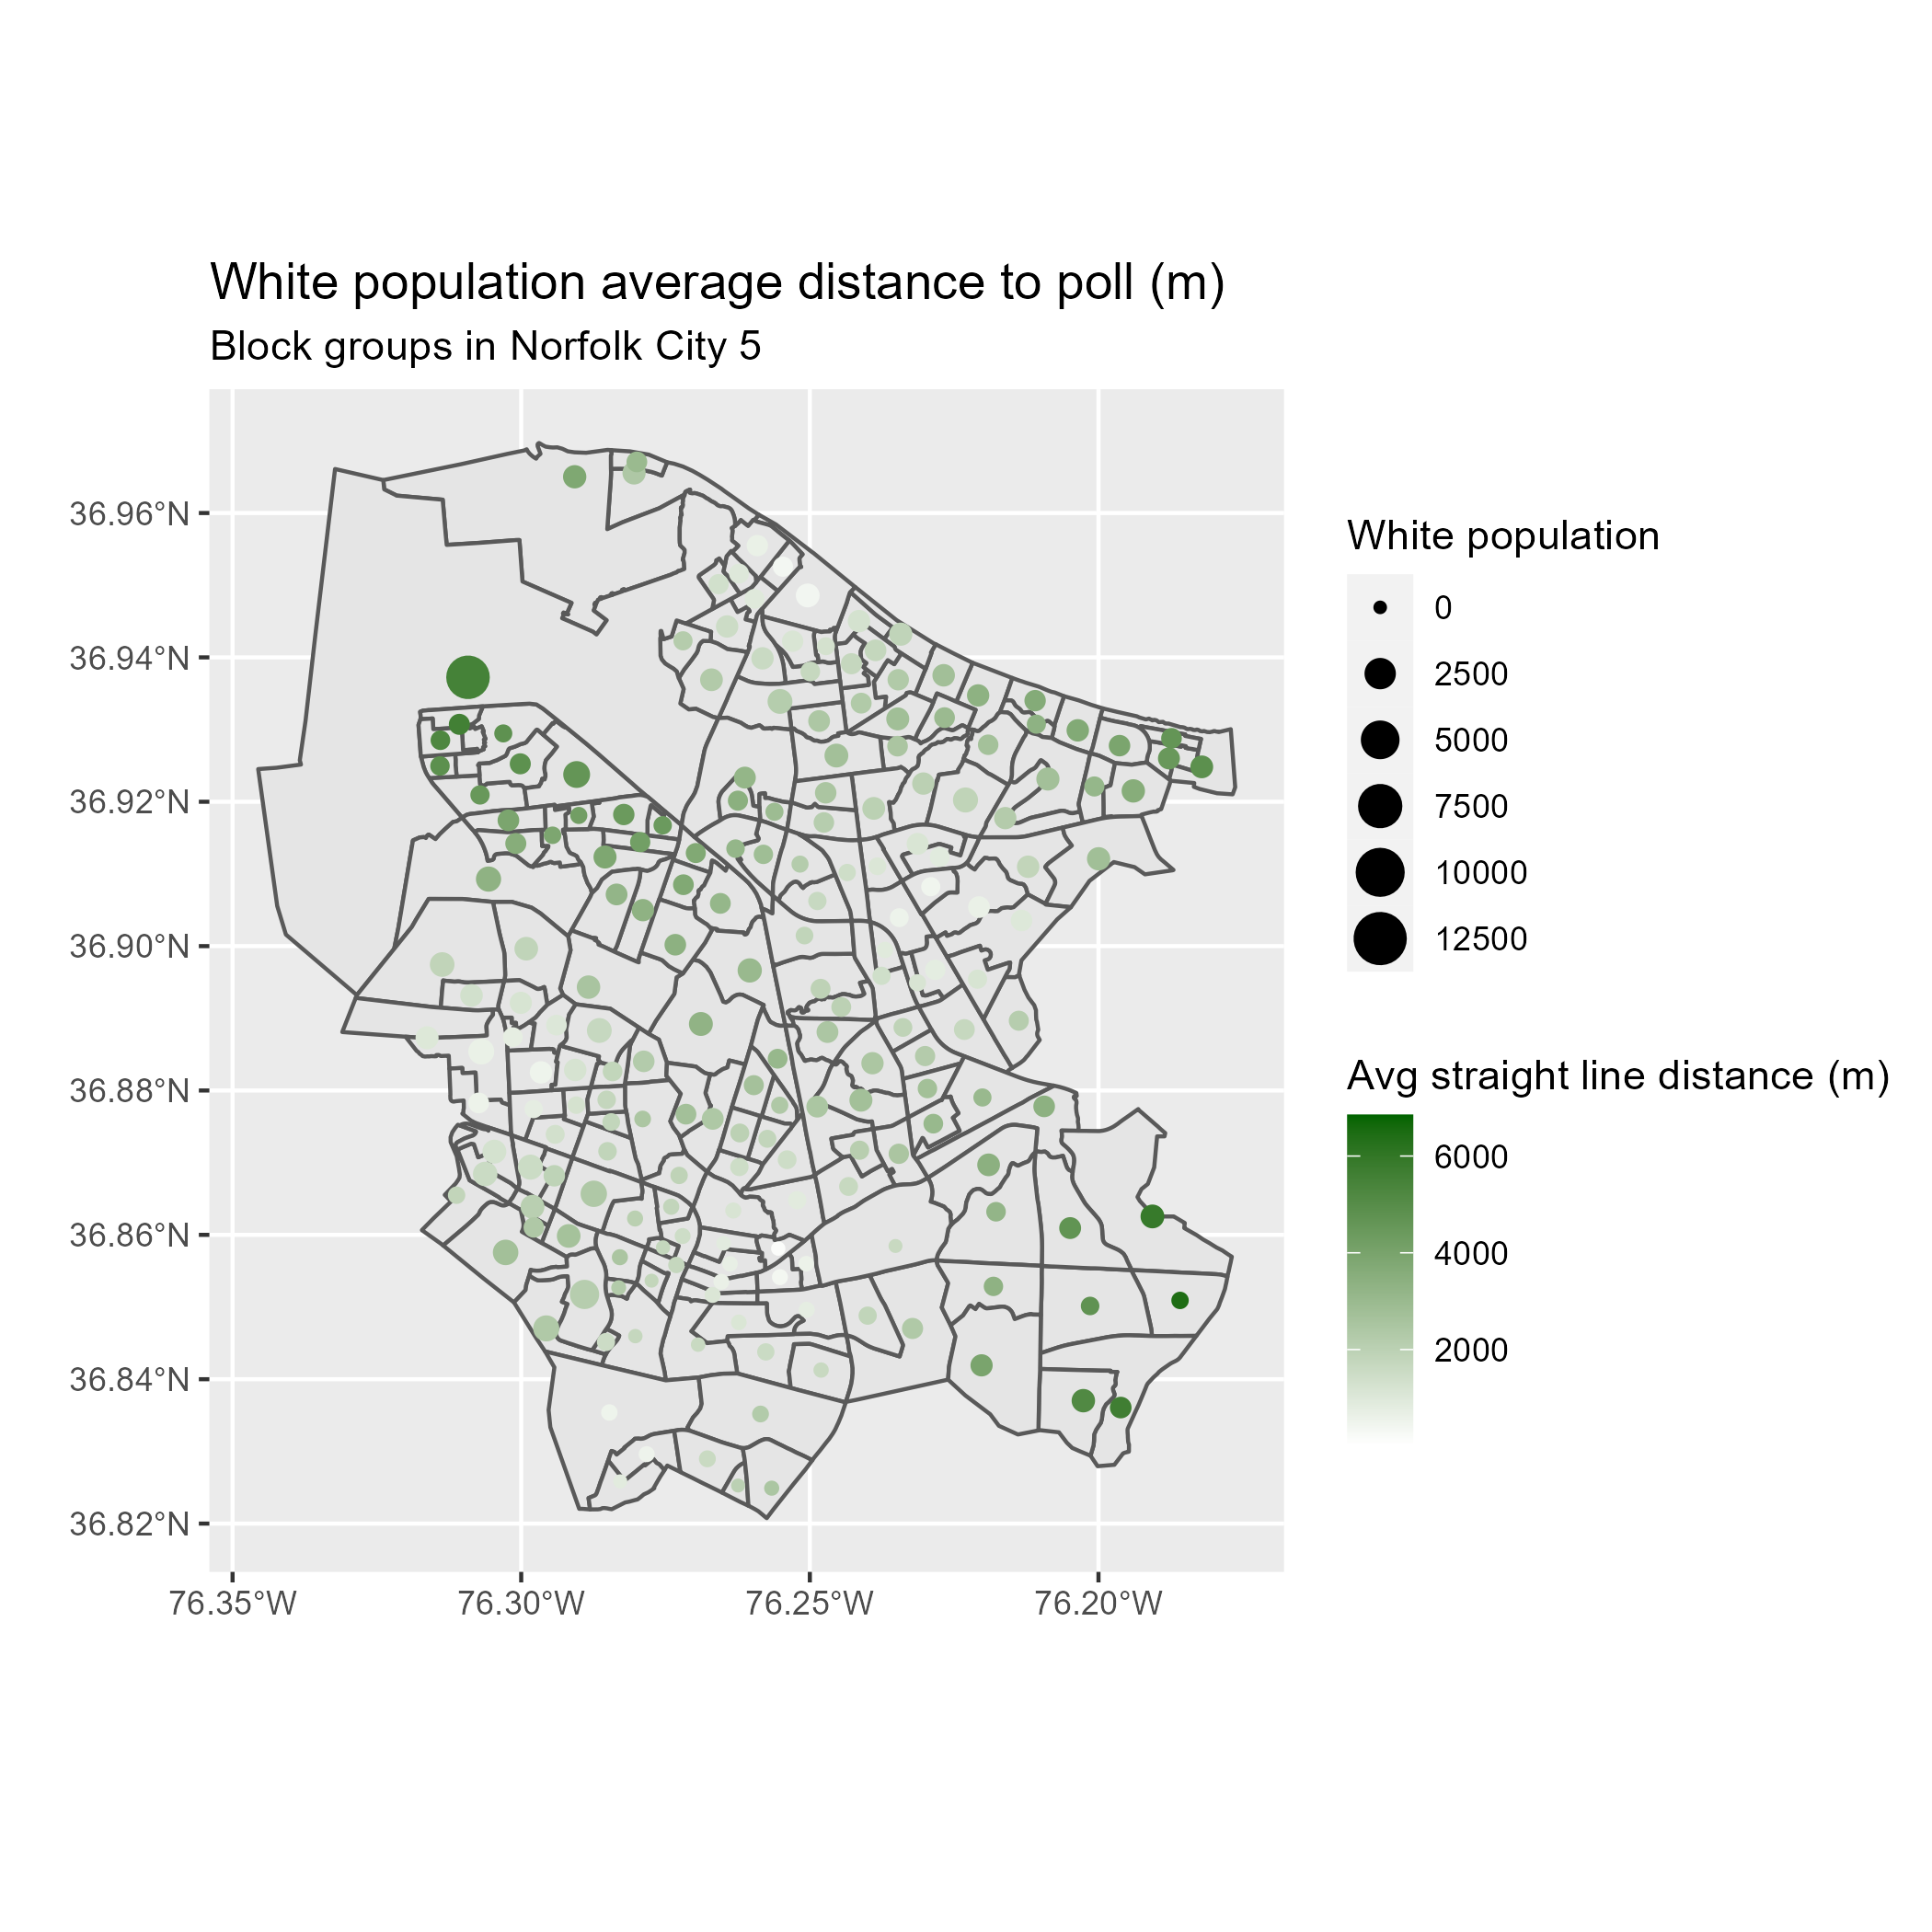 White population average distance to poll (m)
Block groups in Norfolk City 5
36.96°N
36.94°N
36.92°N
36.90°N
36.88°N
36.86°N
36.84°N
36.82°N
76.35°W
76.30°W
76.25°W
76.20°W
White population
0
2500
5000
7500
10000
12500
Avg straight line distance (m)
6000
4000
2000